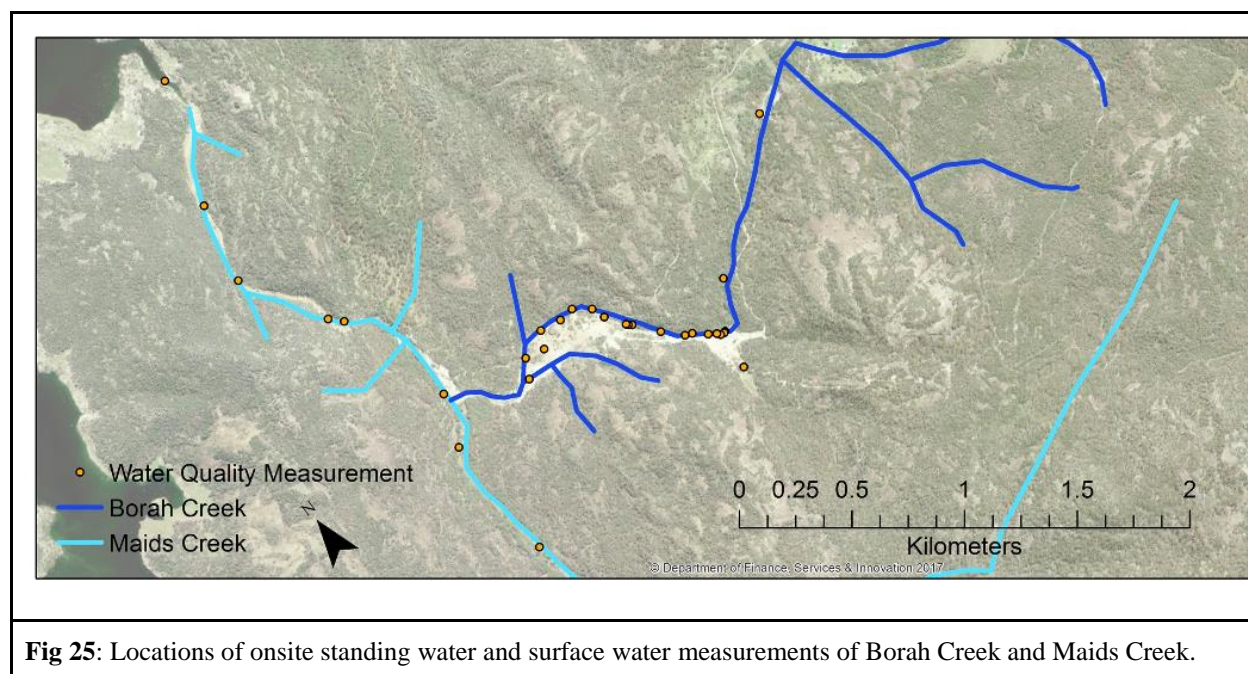 Water Quality Measurement
Borah Creek
Maids Creek
N
0 0.25 0.5 1 1.5 2
Kilometers
© Department of Finance, Services & Innovation 2017
Fig 25: Locations of onsite standing water and surface water measurements of Borah Creek and Maids Creek.